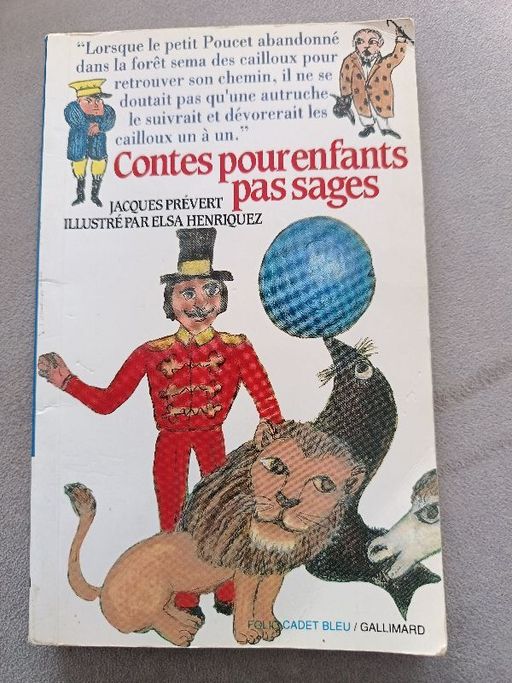 "Lorsque le petit Poucet abandonné
dans la forêt sema des cailloux pour
retrouver son chemin, il ne se
doutait pas qu'une autruche
le suivrait et dévorerait les
cailloux un à un."
Contes pour enfants
pas sages
JACQUES PRÉVERT
ILLUSTRÉ PAR ELSA HENRIQUEZ
FOLIO CADET BLEU / GALLIMARD